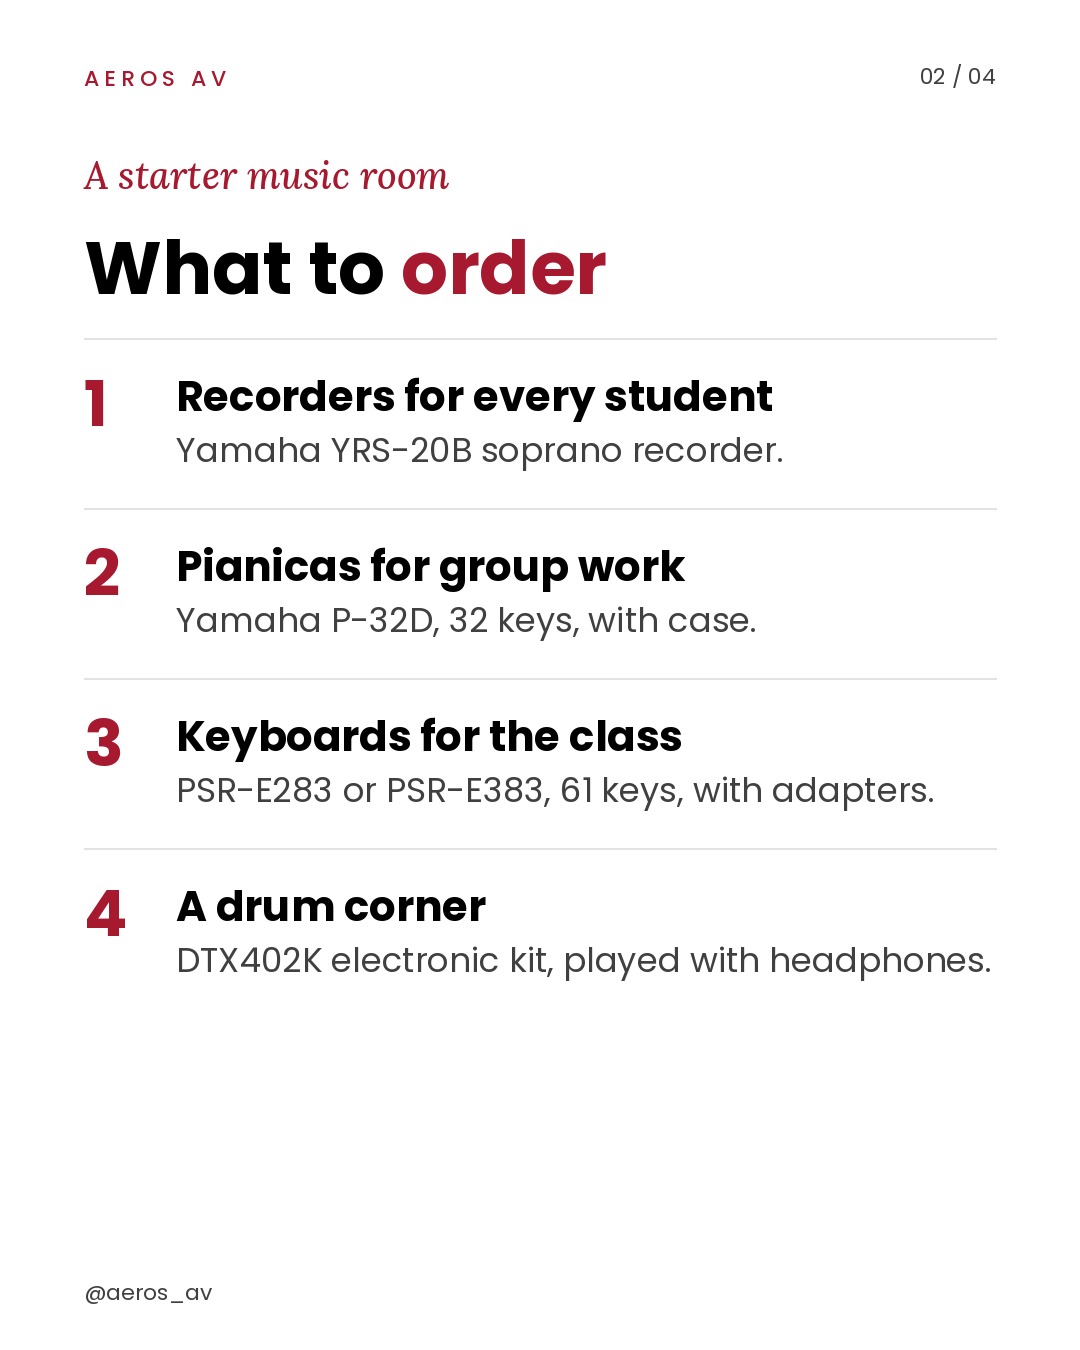 AEROS AV
02 / 04
A starter music room
What to order
1
Recorders for every student
Yamaha YRS-20B soprano recorder.
2
Pianicas for group work
Yamaha P-32D, 32 keys, with case.
3
Keyboards for the class
PSR-E283 or PSR-E383, 61 keys, with adapters.
4
A drum corner
DTX402K electronic kit, played with headphones.
@aeros_av